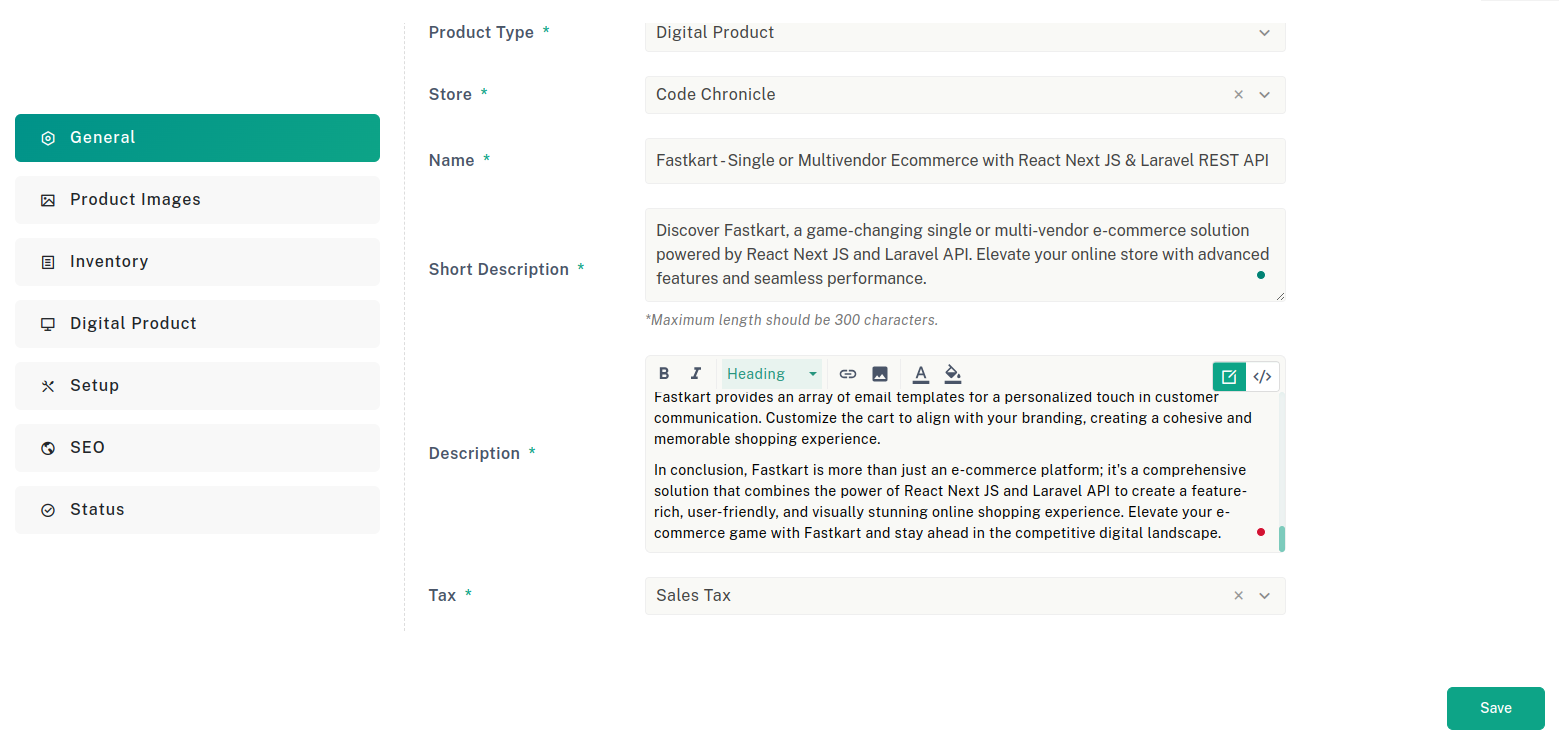 General
Product Images
Inventory
Digital Product
Setup
SEO
Status
Product Type *
Digital Product
Store *
Code Chronicle
Name *
Fastkart - Single or Multivendor Ecommerce with React Next JS & Laravel REST API
Short Description *
Discover Fastkart, a game-changing single or multi-vendor e-commerce solution
powered by React Next JS and Laravel API. Elevate your online store with advanced
features and seamless performance.
*Maximum length should be 300 characters.
Description *
B I Heading A </>
Fastkart provides an array of email templates for a personalized touch in customer
communication. Customize the cart to align with your branding, creating a cohesive and
memorable shopping experience.
In conclusion, Fastkart is more than just an e-commerce platform; it's a comprehensive
solution that combines the power of React Next JS and Laravel API to create a feature-
rich, user-friendly, and visually stunning online shopping experience. Elevate your e-
commerce game with Fastkart and stay ahead in the competitive digital landscape.
Tax *
Sales Tax
Save